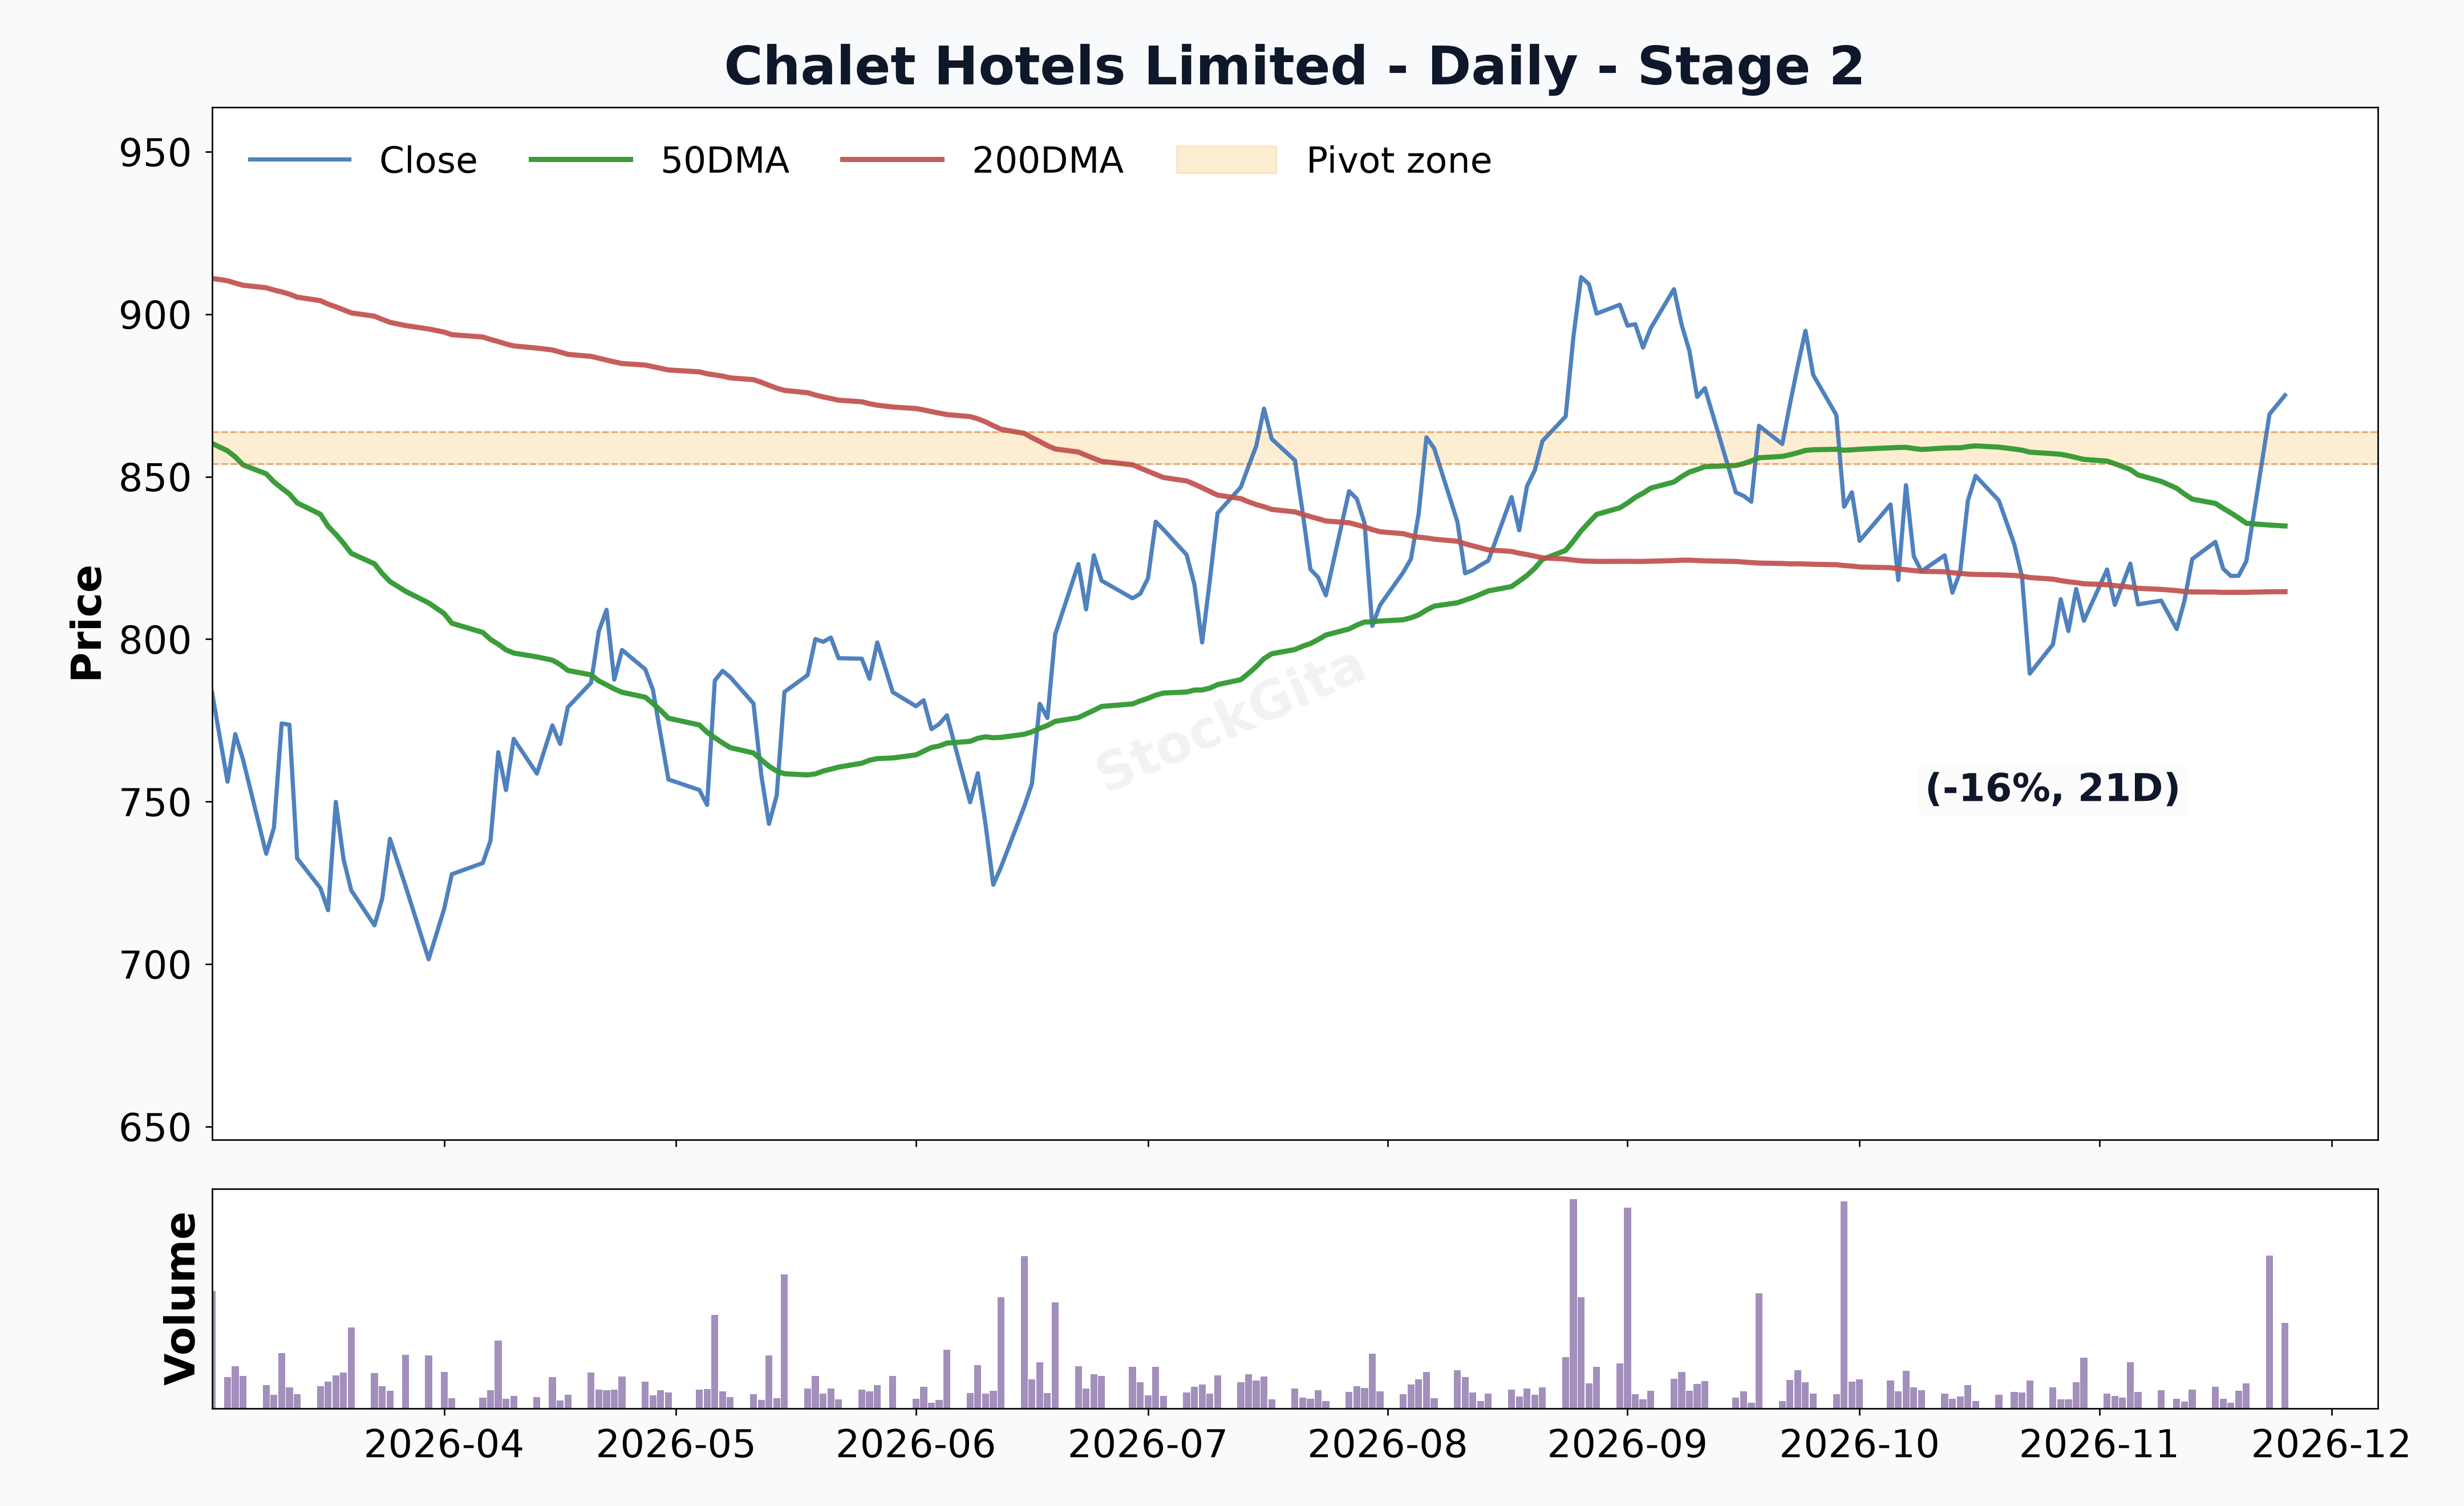 Chalet Hotels Limited - Daily - Stage 2
Close 50DMA 200DMA Pivot zone
950
900
850
800
750
700
650
Price
StockGita
(-16%, 21D)
Volume
2026-04 2026-05 2026-06 2026-07 2026-08 2026-09 2026-10 2026-11 2026-12